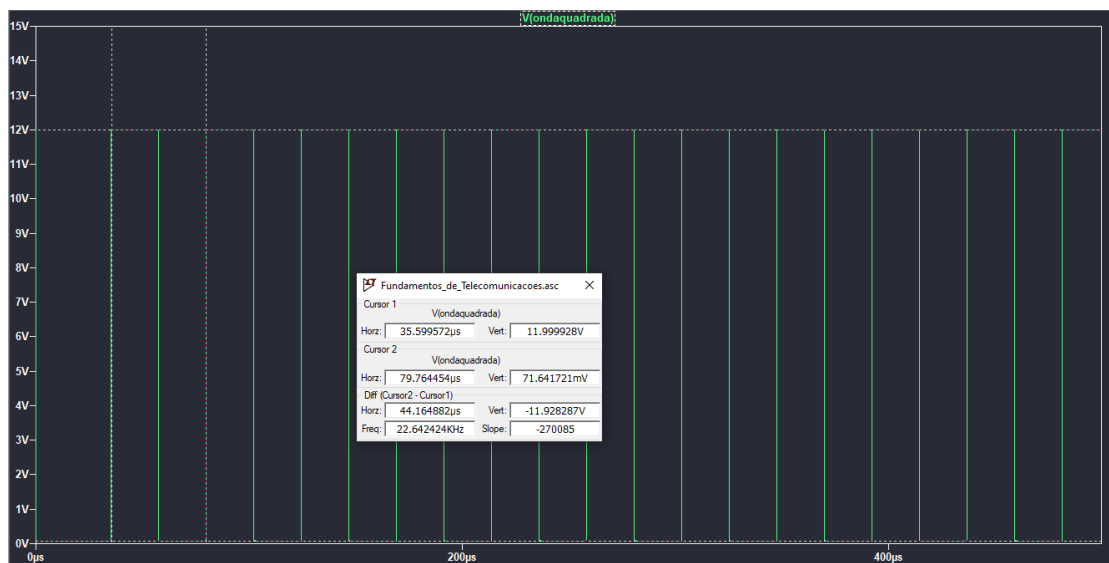 V(ondaquadrada)
15V
14V
13V
12V
11V
10V
9V
8V
7V
6V
5V
4V
3V
2V
1V
0V
0µs
200µs
400µs
Fundamentos_de_Telecomunicacoes.asc
Cursor 1
V(ondaquadrada)
Horz: 35.599572µs Vert: 11.999928V
Cursor 2
V(ondaquadrada)
Horz: 79.764454µs Vert: 71.641721mV
Diff (Cursor2 - Cursor1)
Horz: 44.164882µs Vert: -11.928287V
Freq: 22.642424KHz Slope: -270085